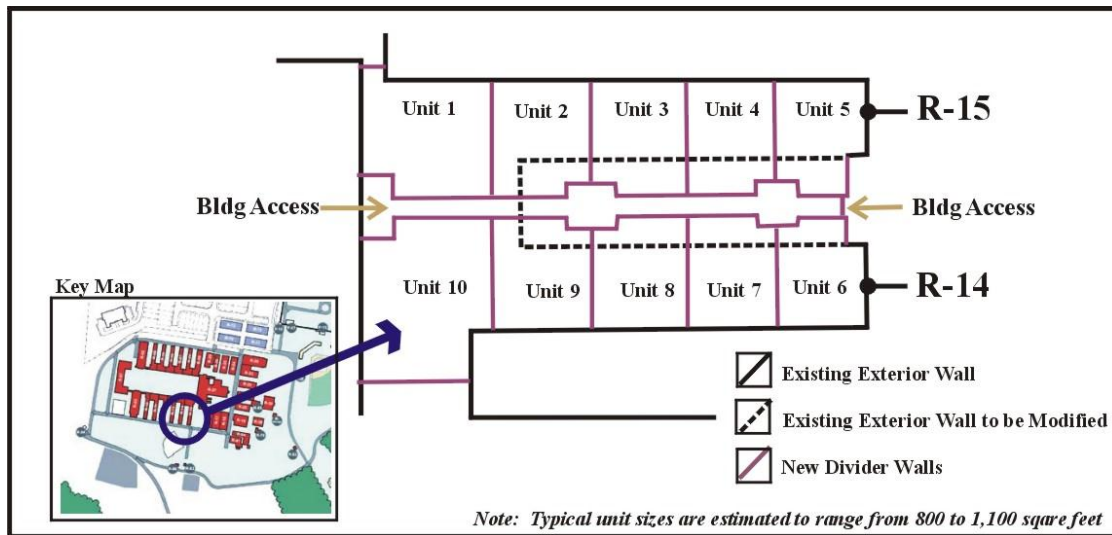 Unit 1
Unit 2
Unit 3
Unit 4
Unit 5
R-15
Bldg Access
Bldg Access
Unit 10
Unit 9
Unit 8
Unit 7
Unit 6
R-14
Key Map
Existing Exterior Wall
Existing Exterior Wall to be Modified
New Divider Walls
Note: Typical unit sizes are estimated to range from 800 to 1,100 sqare feet